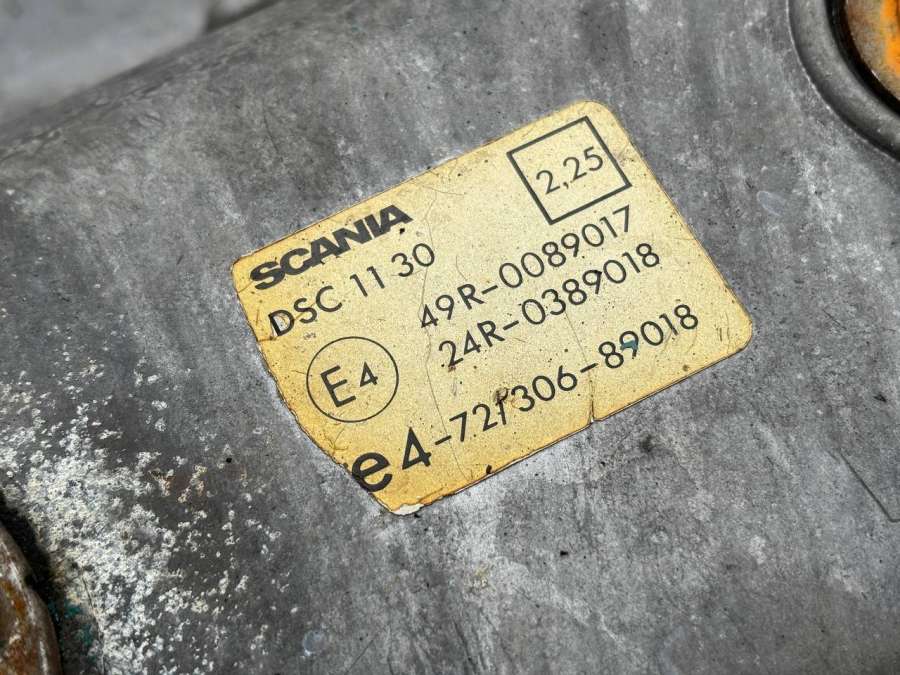 SCANIA
2,25
DSC 11 30
49R-0089017
E4
24R-0389018
e4-72/306-89018